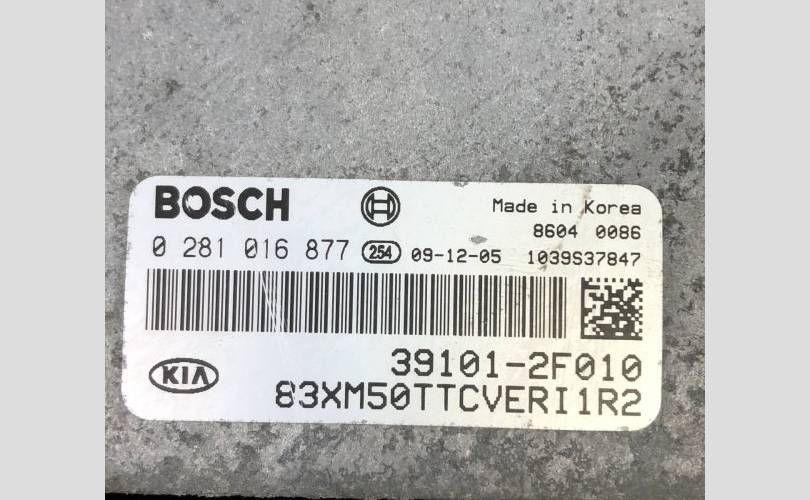 BOSCH
Made in Korea
8604 0086
0 281 016 877 254 09-12-05 1039S37847
39101-2F010
KIA
83XM50TTCVERI1R2